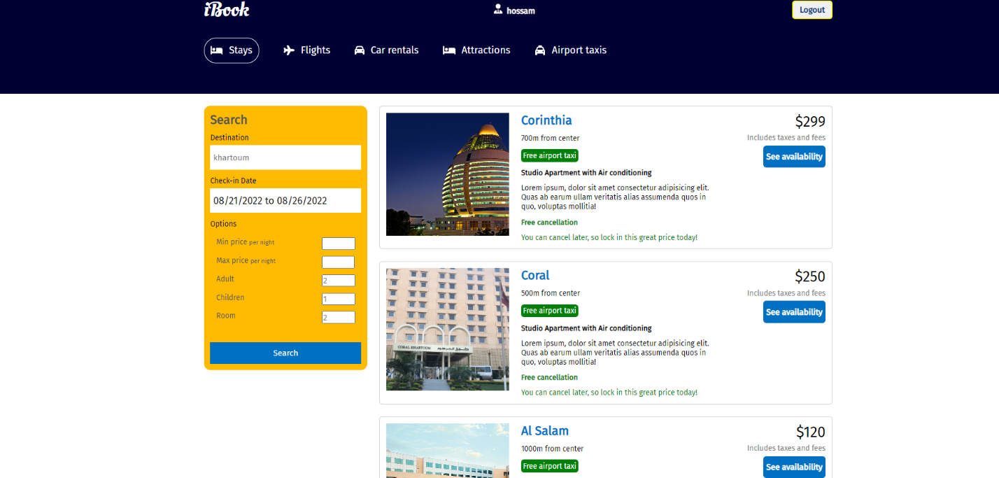 iBook
hossam
Logout
Stays
Flights
Car rentals
Attractions
Airport taxis
Search
Destination
khartoum
Check-in Date
08/21/2022 to 08/26/2022
Options
Min price per night
Max price per night
Adult
2
Children
1
Room
2
Search
Corinthia
$299
700m from center
Includes taxes and fees
Free airport taxi
See availability
Studio Apartment with Air conditioning
Lorem ipsum, dolor sit amet consectetur adipisicing elit.
Quas ab earum ullam veritatis alias assumenda quos in
quo, voluptas mollitia!
Free cancellation
You can cancel later, so lock in this great price today!
CORAL KHARTOUM
Coral
$250
500m from center
Includes taxes and fees
Free airport taxi
See availability
Studio Apartment with Air conditioning
Lorem ipsum, dolor sit amet consectetur adipisicing elit.
Quas ab earum ullam veritatis alias assumenda quos in
quo, voluptas mollitia!
Free cancellation
You can cancel later, so lock in this great price today!
Al Salam
$120
1000m from center
Includes taxes and fees
Free airport taxi
See availability